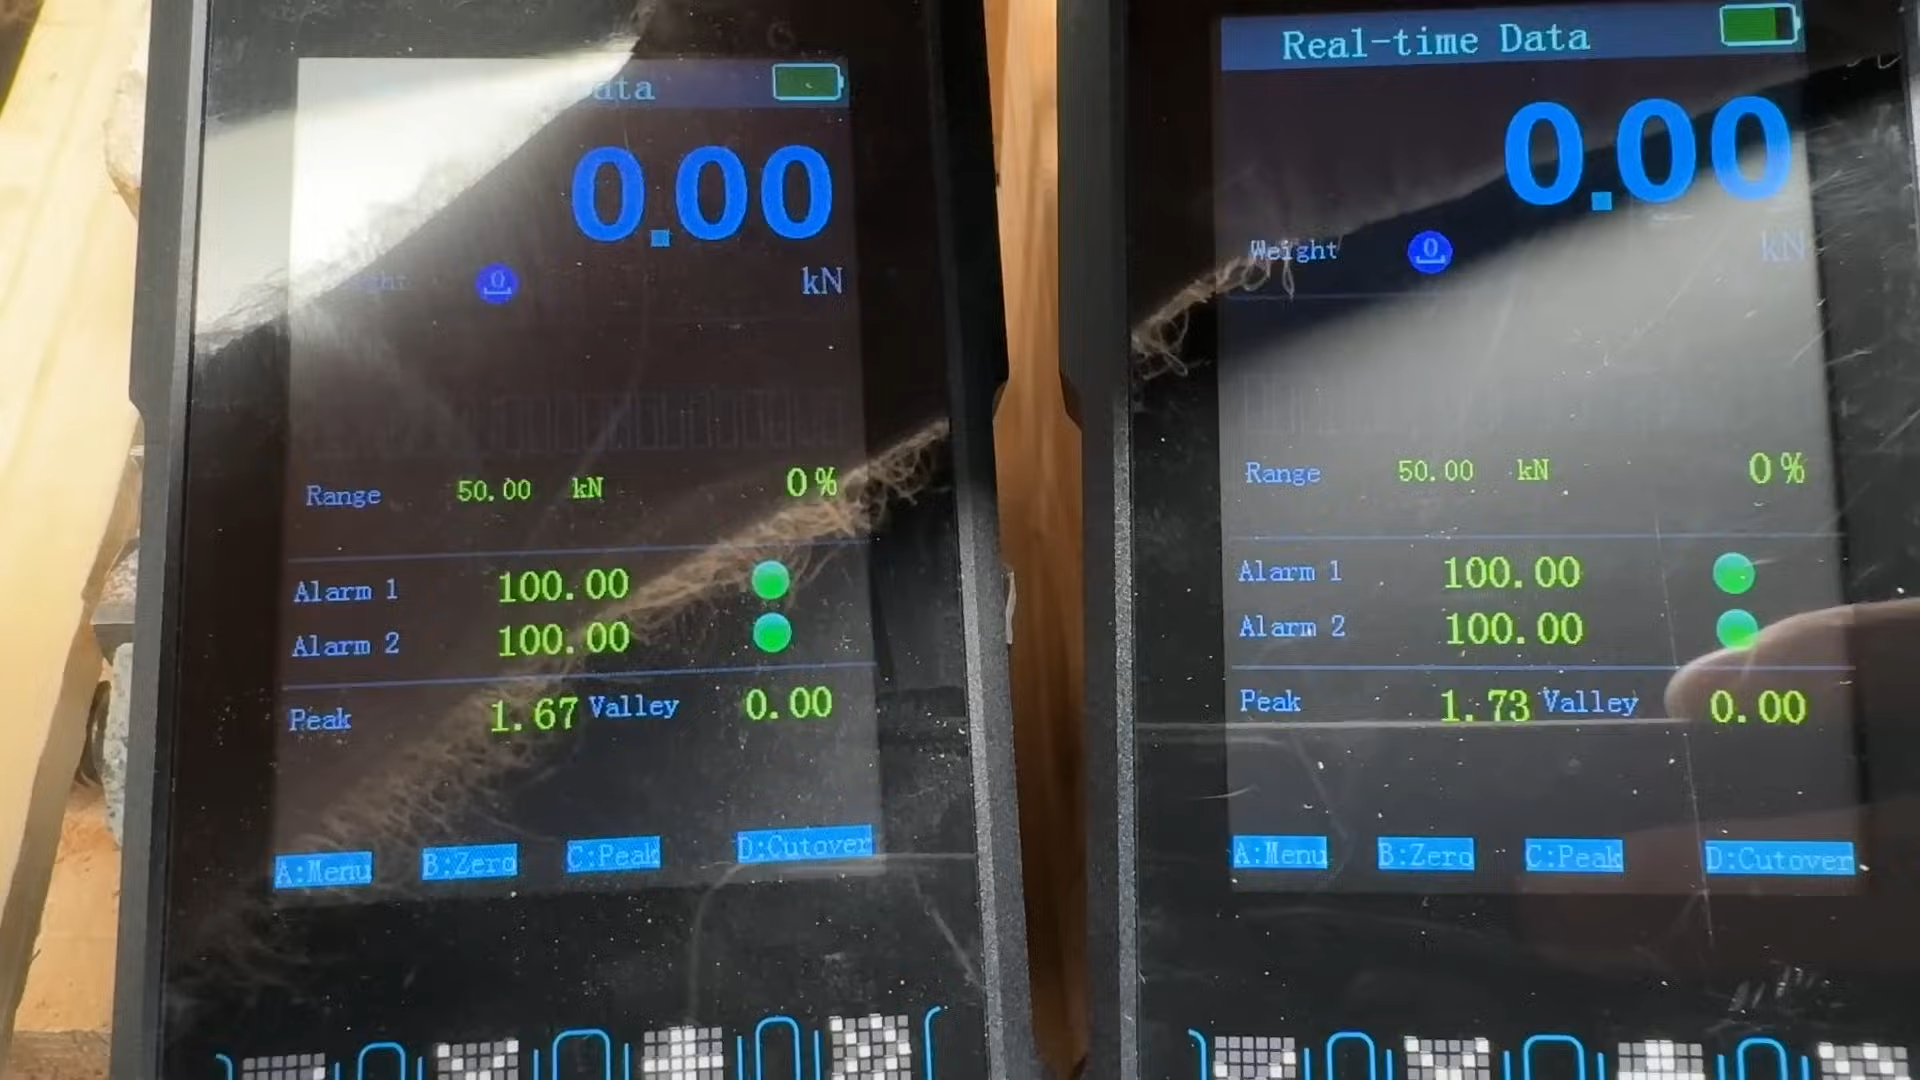 ata
0.00
kN
Range 50.00 kN 0%
Alarm 1 100.00
Alarm 2 100.00
Peak 1.67 Valley 0.00
A:Menu B:Zero C:Peak D:Cutover
Real-time Data
0.00
Weight 0 kN
Range 50.00 kN 0%
Alarm 1 100.00
Alarm 2 100.00
Peak 1.73 Valley 0.00
A:Menu B:Zero C:Peak D:Cutover